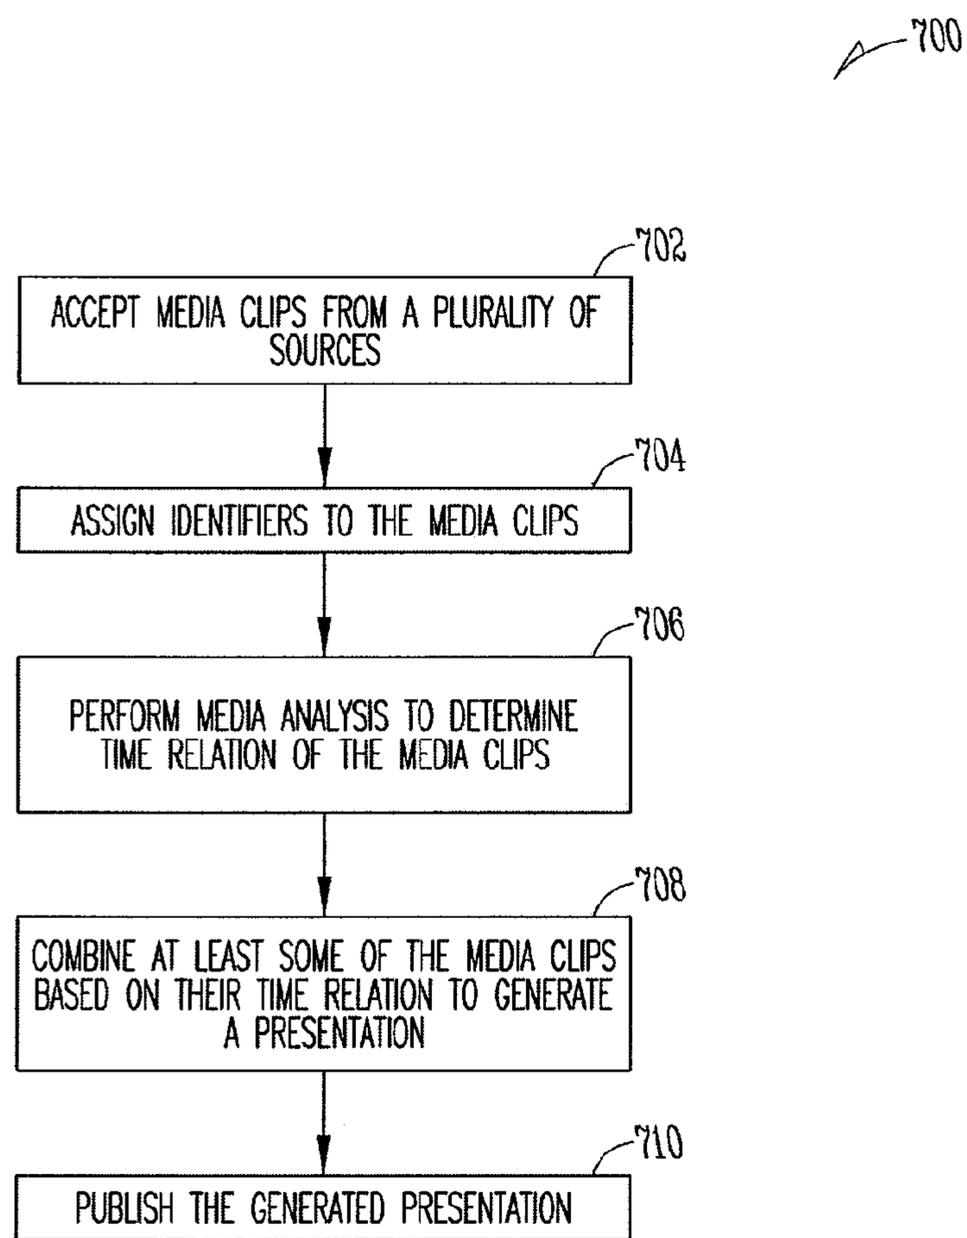 700
702
ACCEPT MEDIA CLIPS FROM A PLURALITY OF
SOURCES
704
ASSIGN IDENTIFIERS TO THE MEDIA CLIPS
706
PERFORM MEDIA ANALYSIS TO DETERMINE
TIME RELATION OF THE MEDIA CLIPS
708
COMBINE AT LEAST SOME OF THE MEDIA CLIPS
BASED ON THEIR TIME RELATION TO GENERATE
A PRESENTATION
710
PUBLISH THE GENERATED PRESENTATION